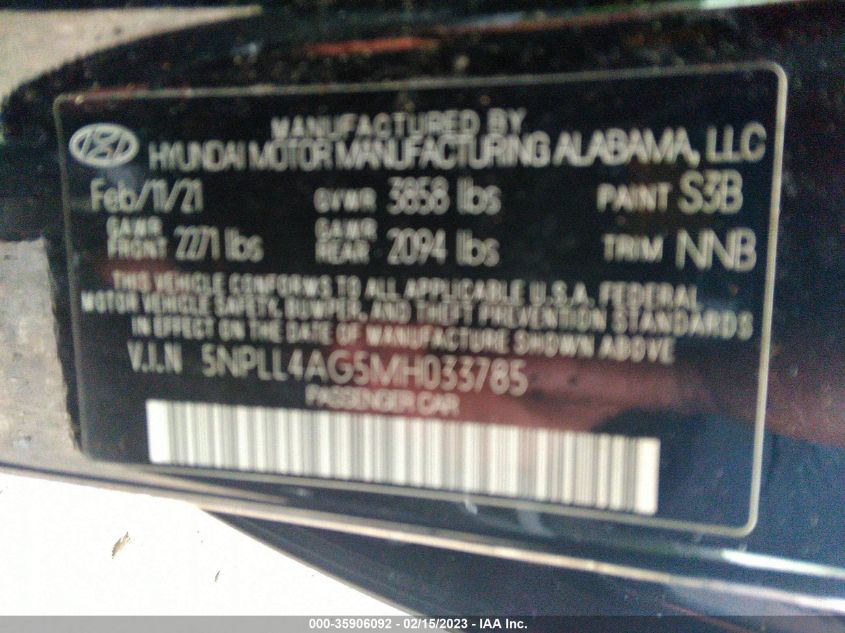 MANUFACTURED BY
HYUNDAI MOTOR MANUFACTURING ALABAMA, LLC
Feb/11/21 GVWR 3858 lbs PAINT S3B
GAWR FRONT 2271 lbs GAWR REAR 2094 lbs TRIM NNB
THIS VEHICLE CONFORMS TO ALL APPLICABLE U.S.A. FEDERAL
MOTOR VEHICLE SAFETY, BUMPER, AND THEFT PREVENTION STANDARDS
IN EFFECT ON THE DATE OF MANUFACTURE SHOWN ABOVE.
V.I.N 5NPLL4AG5MH033785
PASSENGER CAR
000-35906092 - 02/15/2023 - IAA Inc.